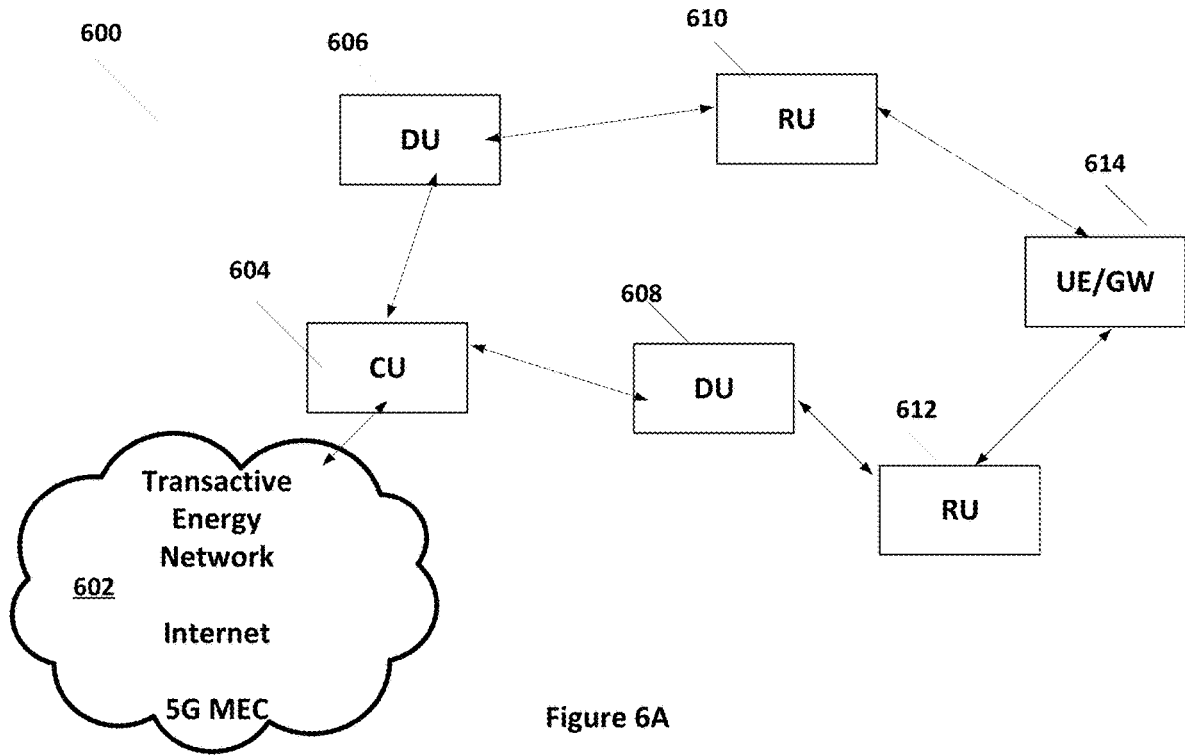 600
606
610
DU
RU
614
UE/GW
604
608
CU
DU
612
RU
Transactive
Energy
Network
602
Internet
5G MEC
Figure 6A